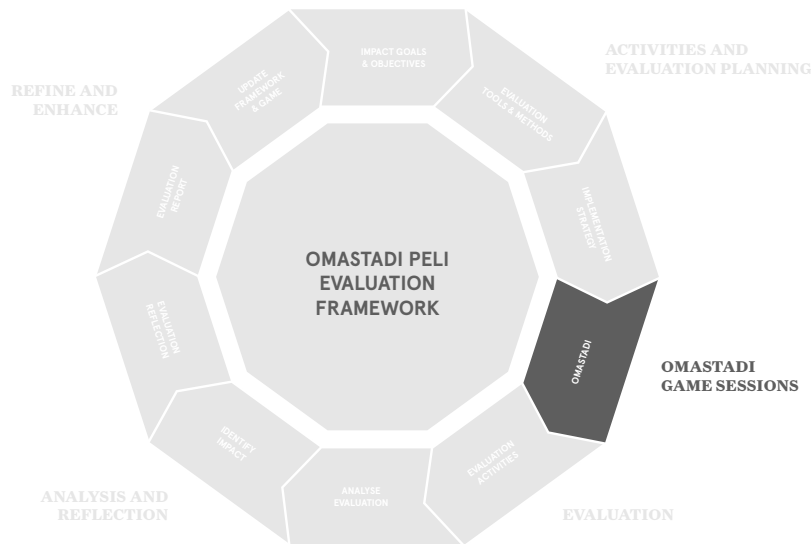 IMPACT GOALS
& OBJECTIVES
ACTIVITIES AND
EVALUATION PLANNING
UPDATE
FRAMEWORK
& GAME
EVALUATION
TOOLS & METHODS
REFINE AND
ENHANCE
EVALUATION
REPORT
IMPLEMENTATION
STRATEGY
OMASTADI PELI
EVALUATION
FRAMEWORK
EVALUATION
REFLECTION
OMASTADI
OMASTADI
GAME SESSIONS
IDENTIFY
IMPACT
EVALUATION
ACTIVITIES
ANALYSE
EVALUATION
ANALYSIS AND
REFLECTION
EVALUATION